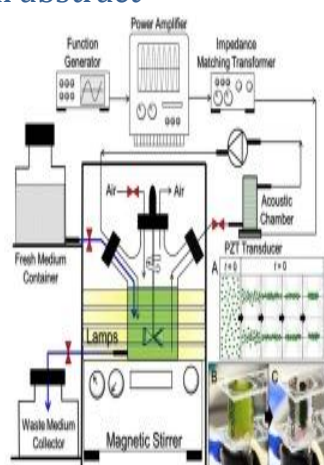 Power Amplifier
Function
Generator
Impedance
Matching Transformer
Air
Air
Acoustic
Chamber
PZT Transducer
Fresh Medium
Container
A
t = 0
t = 0
Lamps
B
C
Waste Medium
Collector
Magnetic Stirrer